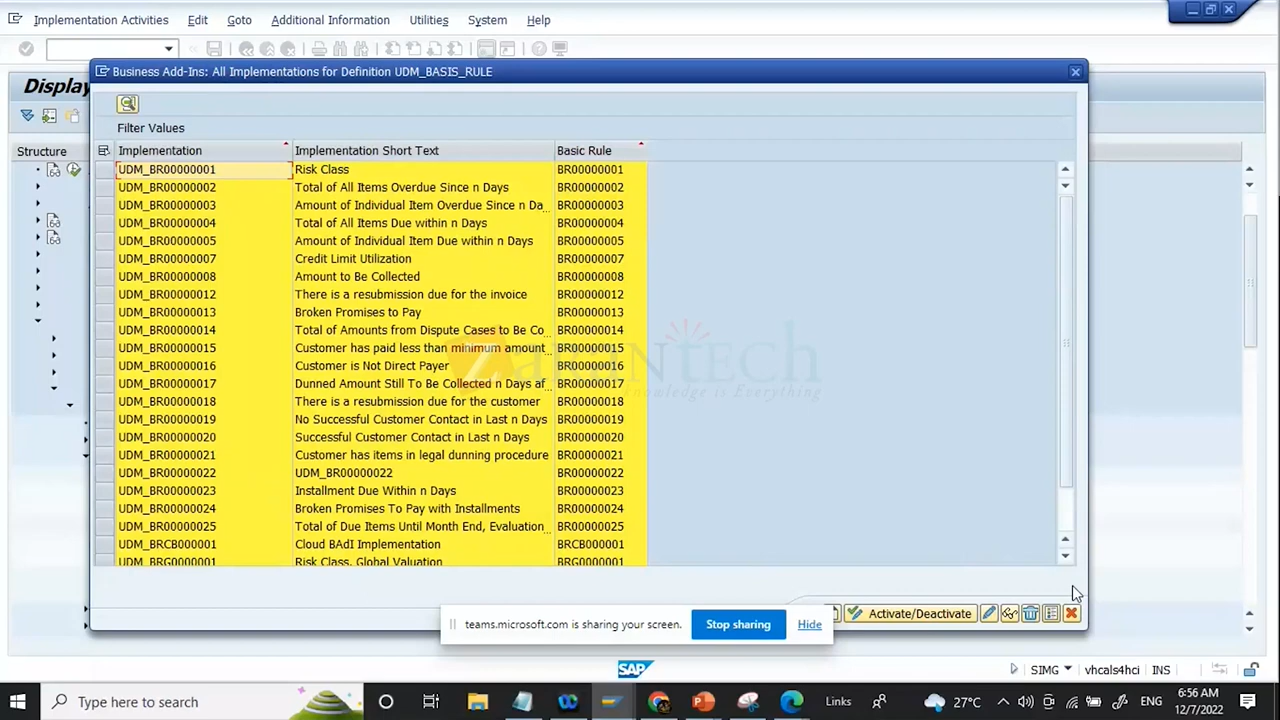 Implementation Activities Edit Goto Additional Information Utilities System Help
Display
Business Add-Ins: All Implementations for Definition UDM_BASIS_RULE
Filter Values
Structure
Implementation Implementation Short Text Basic Rule
UDM_BR00000001 Risk Class BR00000001
UDM_BR00000002 Total of All Items Overdue Since n Days BR00000002
UDM_BR00000003 Amount of Individual Item Overdue Since n Da... BR00000003
UDM_BR00000004 Total of All Items Due within n Days BR00000004
UDM_BR00000005 Amount of Individual Item Due within n Days BR00000005
UDM_BR00000007 Credit Limit Utilization BR00000007
UDM_BR00000008 Amount to Be Collected BR00000008
UDM_BR00000012 There is a resubmission due for the invoice BR00000012
UDM_BR00000013 Broken Promises to Pay BR00000013
UDM_BR00000014 Total of Amounts from Dispute Cases to Be Co... BR00000014
UDM_BR00000015 Customer has paid less than minimum amount... BR00000015
UDM_BR00000016 Customer is Not Direct Payer BR00000016
UDM_BR00000017 Dunned Amount Still To Be Collected n Days af... BR00000017
UDM_BR00000018 There is a resubmission due for the customer BR00000018
UDM_BR00000019 No Successful Customer Contact in Last n Days BR00000019
UDM_BR00000020 Successful Customer Contact in Last n Days BR00000020
UDM_BR00000021 Customer has items in legal dunning procedure BR00000021
UDM_BR00000022 UDM_BR00000022 BR00000022
UDM_BR00000023 Installment Due Within n Days BR00000023
UDM_BR00000024 Broken Promises To Pay with Installments BR00000024
UDM_BR00000025 Total of Due Items Until Month End, Evaluation... BR00000025
UDM_BRCB000001 Cloud BAdI Implementation BRCB000001
UDM_BRG0000001 Risk Class, Global Valuation BRG0000001
ZaranTech
Knowledge is Everything
teams.microsoft.com is sharing your screen. Stop sharing Hide
Activate/Deactivate
SAP
SIMG vhcals4hci INS
Type here to search
Links 27°C ENG 6:56 AM
12/7/2022